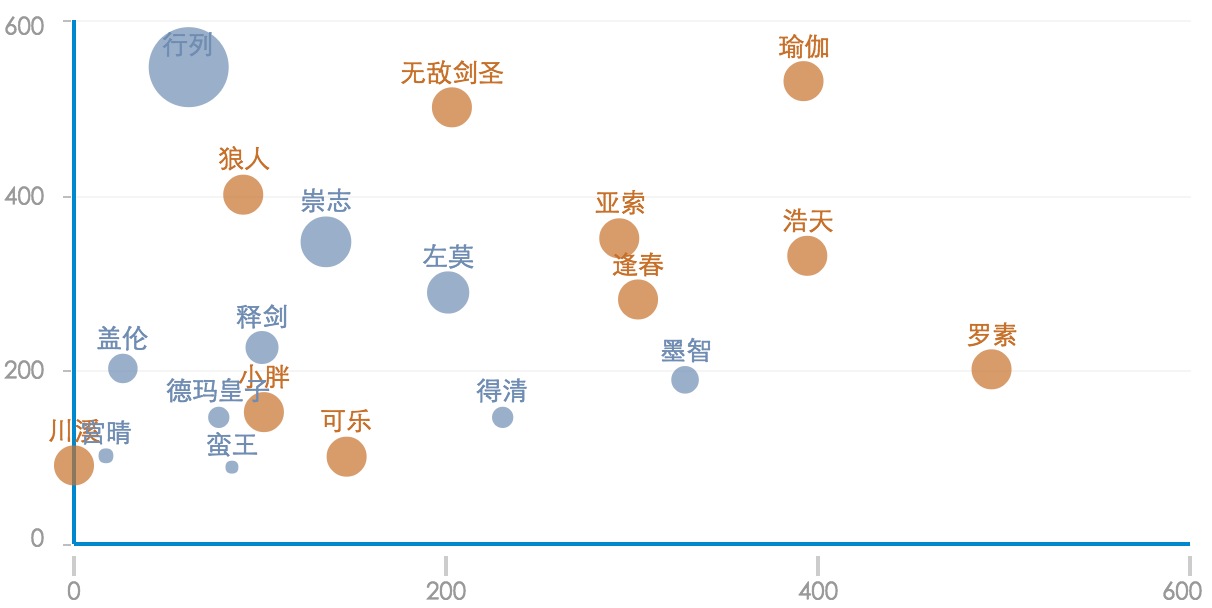 600
行列
瑜伽
无敌剑圣
狼人
400
崇志
亚索
浩天
左莫
逢春
释剑
盖伦
罗素
墨智
200
小胖
德玛皇子
得清
可乐
川溪
宫晴
蛮王
0
0
200
400
600